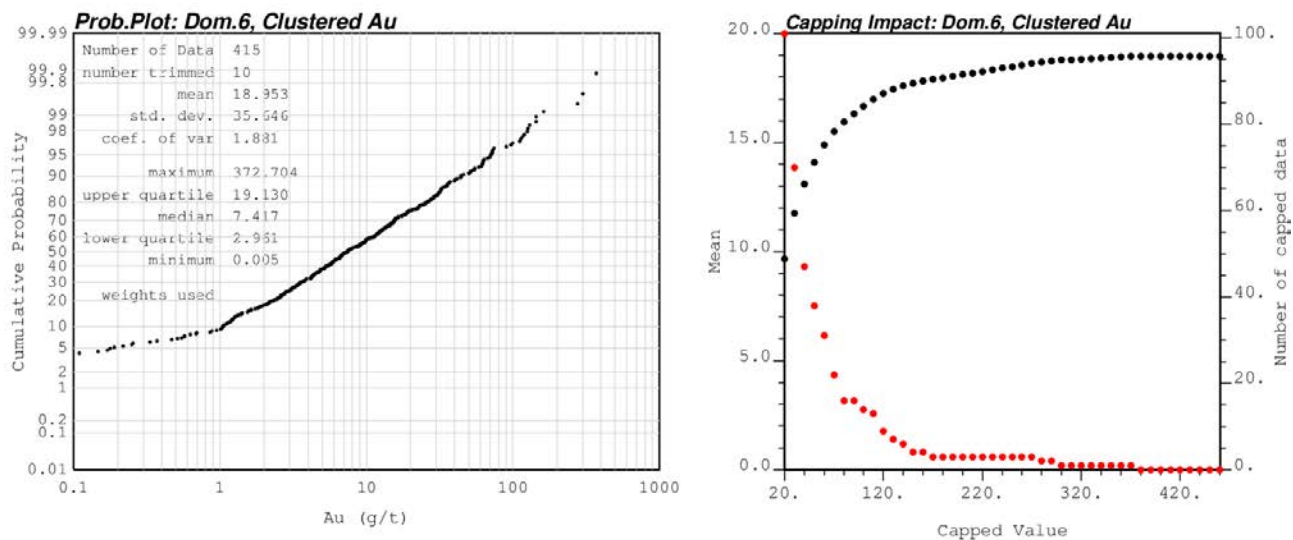 Prob.Plot: Dom.6, Clustered Au
99.99
99.9
99.8
99
98
95
90
80
70
60
50
40
30
20
10
5
2
1
0.2
0.1
0.01
Cumulative Probability
Number of Data 415
number trimmed 10
mean 18.953
std. dev. 35.646
coef. of var 1.881
maximum 372.704
upper quartile 19.130
median 7.417
lower quartile 2.961
minimum 0.005
weights used
0.1 1 10 100 1000
Au (g/t)
Capping Impact: Dom.6, Clustered Au
20.0
15.0
10.0
5.0
0.0
Mean
100.
80.
60.
40.
20.
0.
Number of capped data
20. 120. 220. 320. 420.
Capped Value